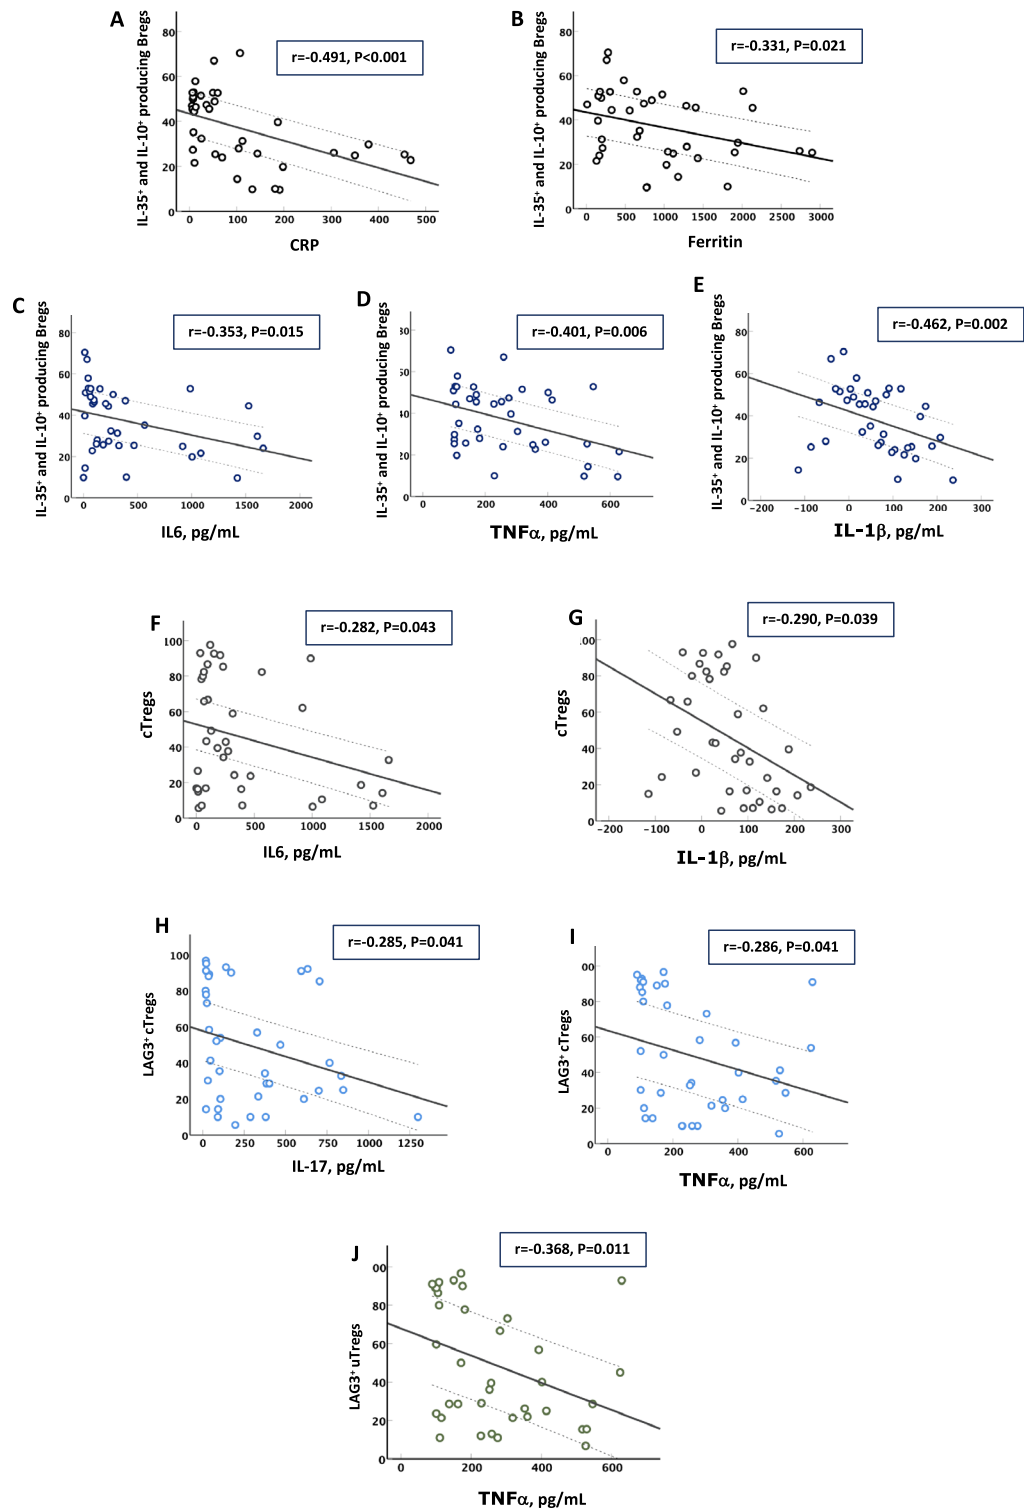 A
IL-35+ and IL-10+ producing Bregs
r=-0.491, P<0.001
80
60
40
20
0
0 100 200 300 400 500
CRP
B
IL-35+ and IL-10+ producing Bregs
r=-0.331, P=0.021
80
60
40
20
0
0 500 1000 1500 2000 2500 3000
Ferritin
C
IL-35+ and IL-10+ producing Bregs
r=-0.353, P=0.015
80
60
40
20
0
0 500 1000 1500 2000
IL6, pg/mL
D
IL-35+ and IL-10+ producing Bregs
r=-0.401, P=0.006
80
60
40
20
0
0 200 400 600
TNFα, pg/mL
E
IL-35+ and IL-10+ producing Bregs
r=-0.462, P=0.002
80
60
40
20
0
−200 −100 0 100 200 300
IL-1β, pg/mL
F
cTregs
r=-0.282, P=0.043
100
80
60
40
20
0
0 500 1000 1500 2000
IL6, pg/mL
G
cTregs
r=-0.290, P=0.039
00
80
60
40
20
0
−200 −100 0 100 200 300
IL-1β, pg/mL
H
LAG3+ cTregs
r=-0.285, P=0.041
100
80
60
40
20
0
0 250 500 750 1000 1250
IL-17, pg/mL
I
LAG3+ cTregs
r=-0.286, P=0.041
00
80
60
40
20
0
0 200 400 600
TNFα, pg/mL
J
LAG3+ uTregs
r=-0.368, P=0.011
00
80
60
40
20
0
0 200 400 600
TNFα, pg/mL